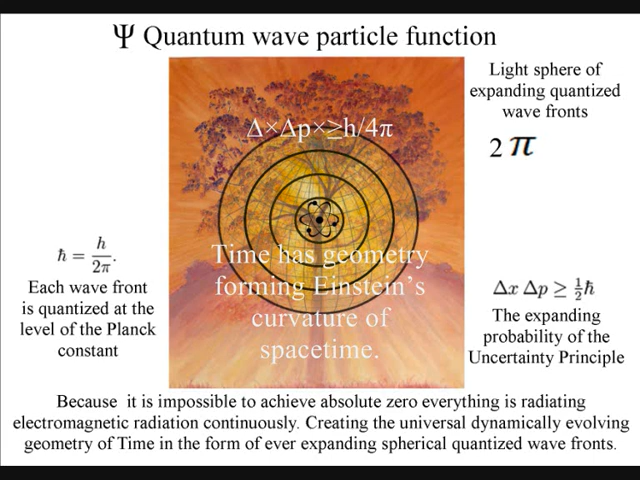 Ψ Quantum wave particle function
Light sphere of
expanding quantized
wave fronts
2 π
Δ×Δp×≥h/4π
ħ = h/2π.
Each wave front
is quantized at the
level of the Planck
constant
Time has geometry
forming Einstein's
curvature of
spacetime.
Δx Δp ≥ ½ħ
The expanding
probability of the
Uncertainty Principle
Because it is impossible to achieve absolute zero everything is radiating
electromagnetic radiation continuously. Creating the universal dynamically evolving
geometry of Time in the form of ever expanding spherical quantized wave fronts.